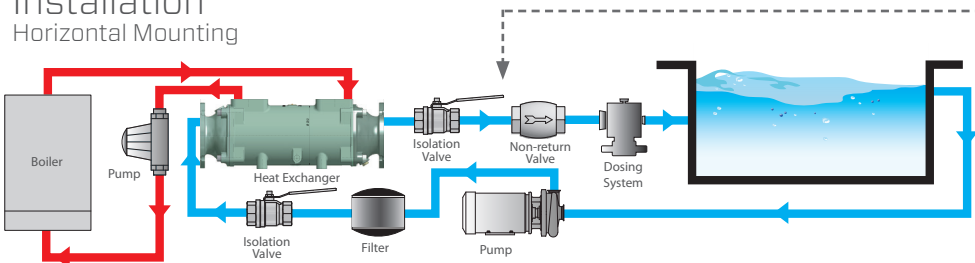 Installation
Horizontal Mounting
Boiler
Pump
Heat Exchanger
Isolation
Valve
Non-return
Valve
Dosing
System
Isolation
Valve
Filter
Pump